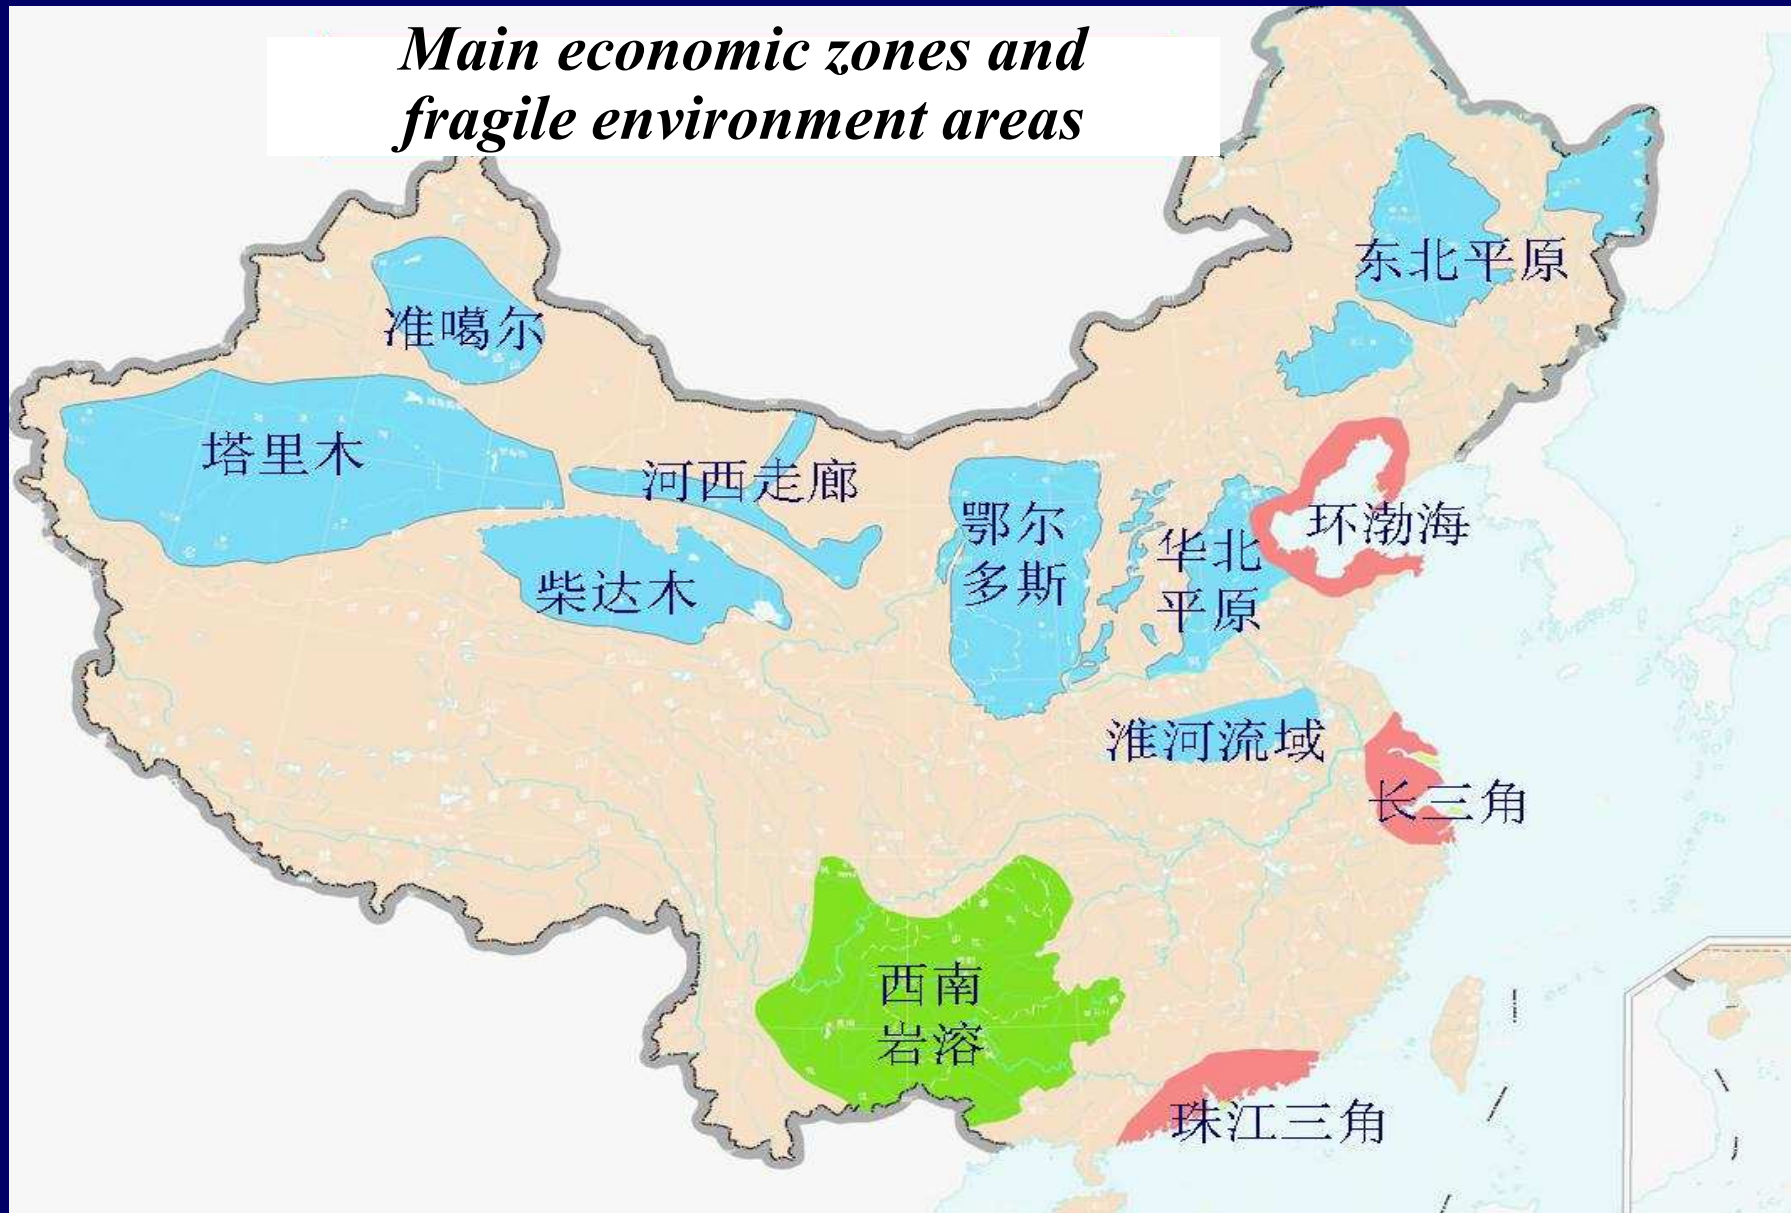 Main economic zones and
fragile environment areas
东北平原
准噶尔
塔里木
河西走廊
鄂尔
多斯
环渤海
华北
平原
柴达木
淮河流域
长三角
西南
岩溶
珠江三角